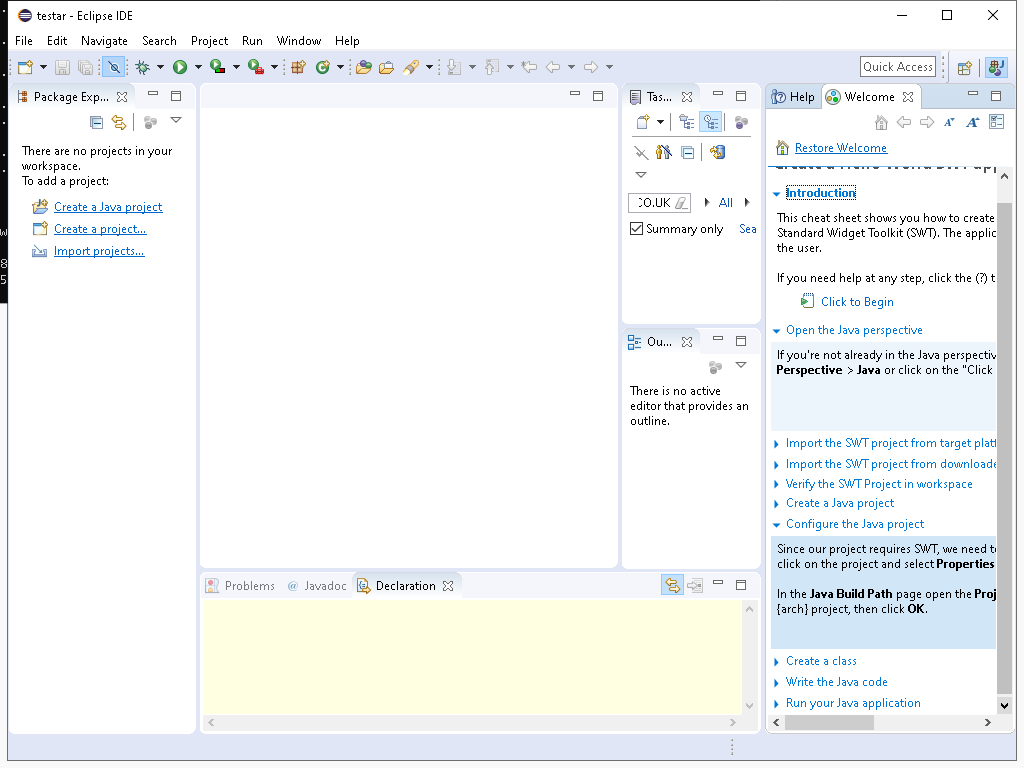 testar - Eclipse IDE
File Edit Navigate Search Project Run Window Help
Quick Access
Package Exp...
There are no projects in your
workspace.
To add a project:
Create a Java project
Create a project...
Import projects...
Tas...
CO.UK
All
Summary only
Sea
Ou...
There is no active
editor that provides an
outline.
Problems
@ Javadoc
Declaration
Help
Welcome
Restore Welcome
Create a Hello World SWT app
Introduction
This cheat sheet shows you how to create
Standard Widget Toolkit (SWT). The applic
the user.
If you need help at any step, click the (?) t
Click to Begin
Open the Java perspective
If you're not already in the Java perspectiv
Perspective > Java or click on the "Click
Import the SWT project from target platf
Import the SWT project from downloade
Verify the SWT Project in workspace
Create a Java project
Configure the Java project
Since our project requires SWT, we need to
click on the project and select Properties
In the Java Build Path page open the Proj
{arch} project, then click OK.
Create a class
Write the Java code
Run your Java application